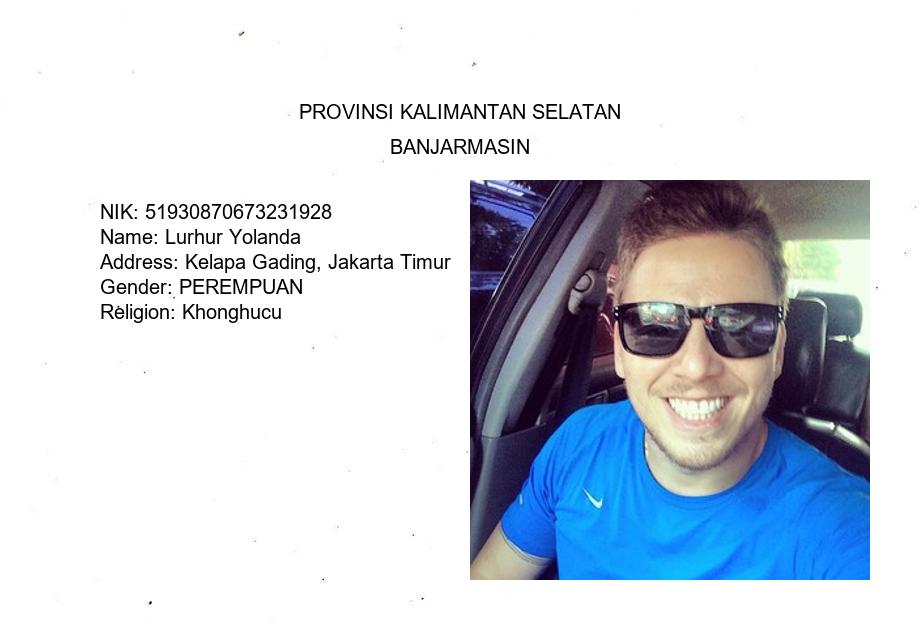 PROVINSI KALIMANTAN SELATAN
BANJARMASIN
NIK: 51930870673231928
Name: Lurhur Yolanda
Address: Kelapa Gading, Jakarta Timur
Gender: PEREMPUAN
Religion: Khonghucu